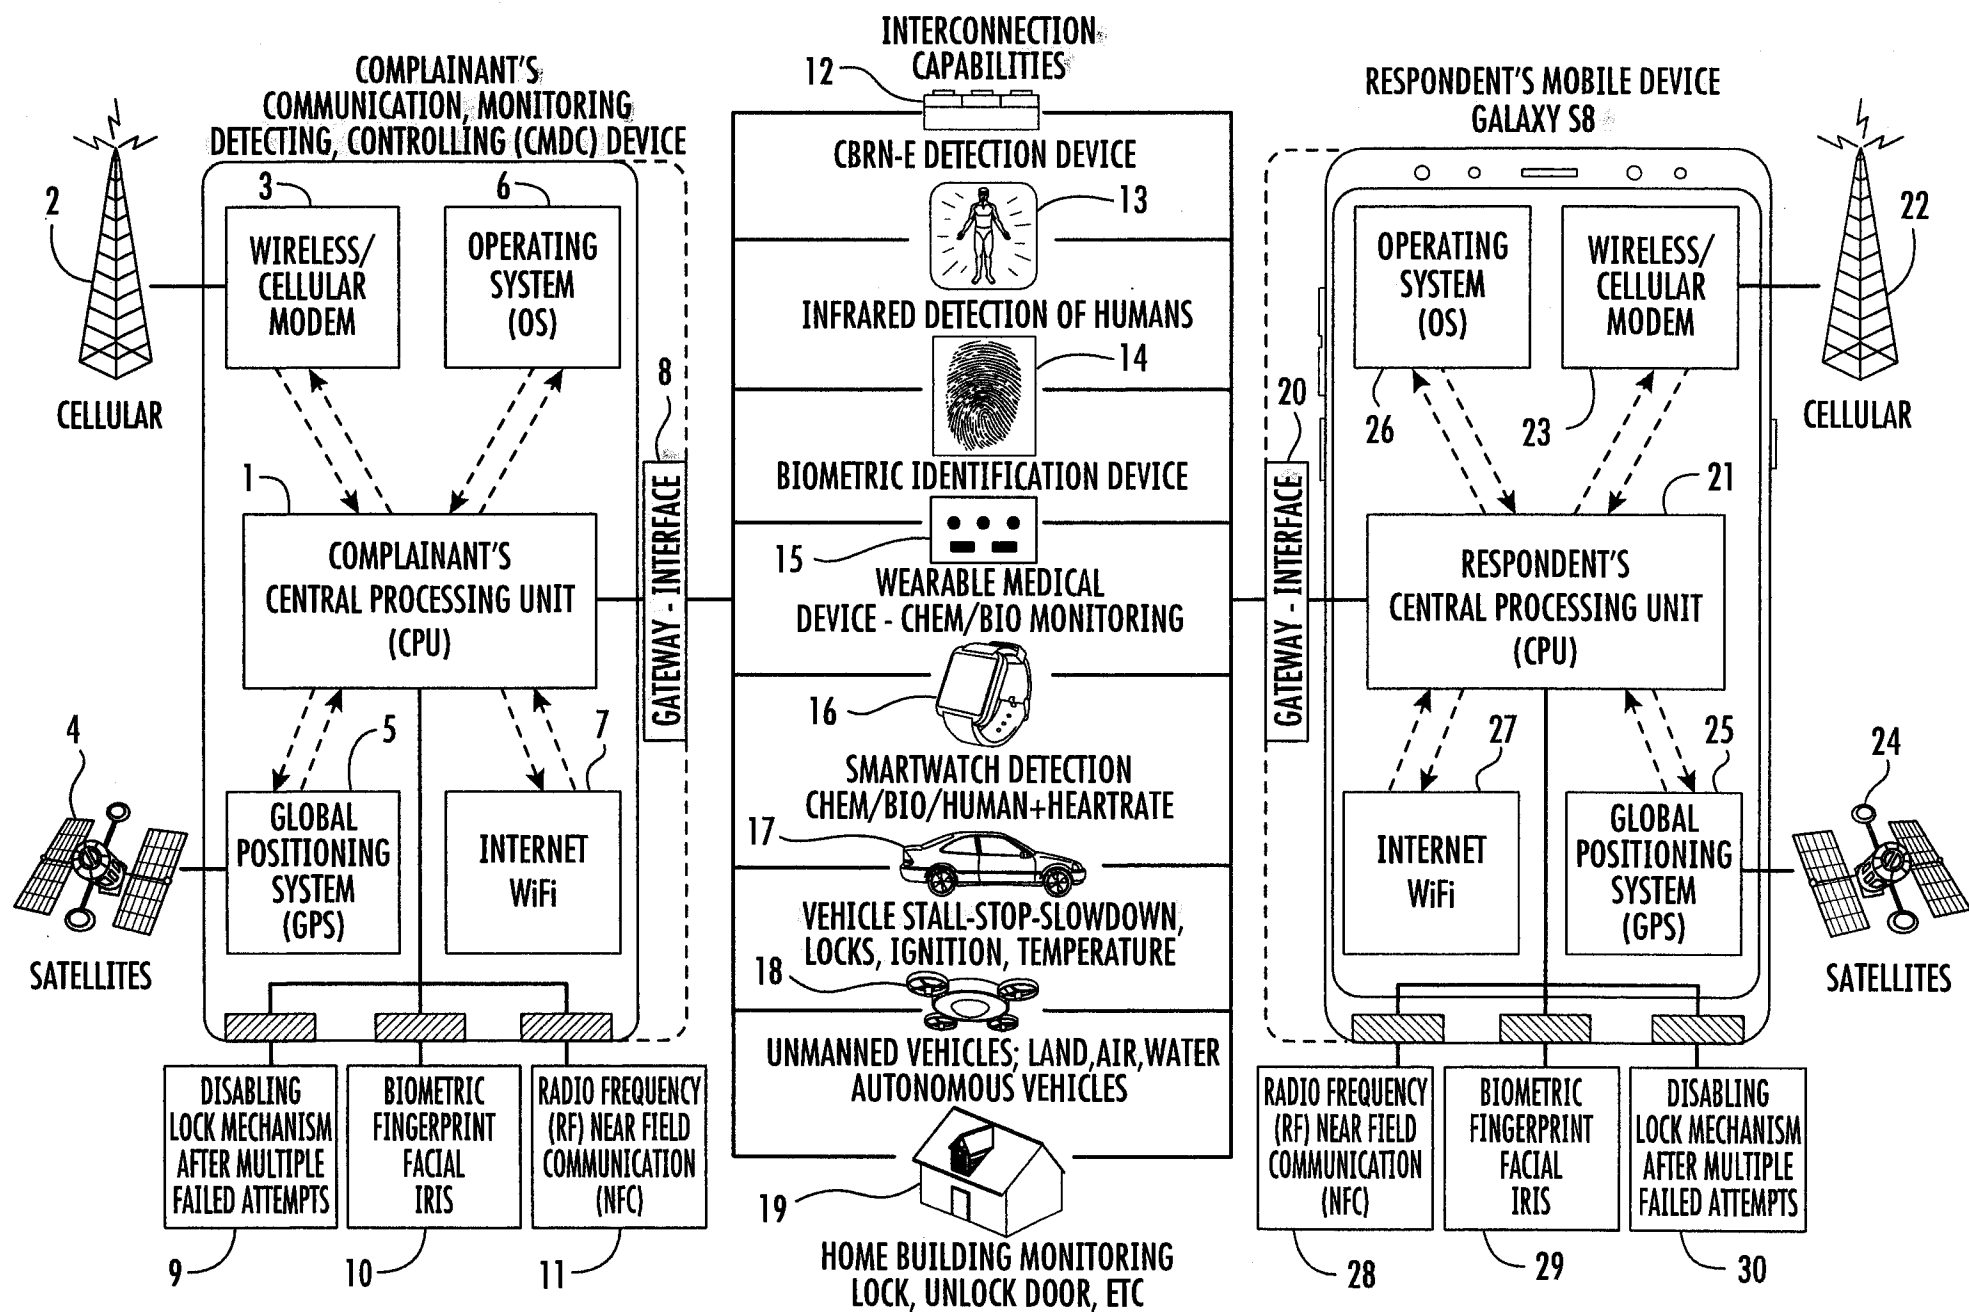 COMPLAINANT'S
COMMUNICATION, MONITORING
DETECTING, CONTROLLING (CMDC) DEVICE
2
CELLULAR
3
WIRELESS/
CELLULAR
MODEM
6
OPERATING
SYSTEM
(OS)
8
GATEWAY - INTERFACE
1
COMPLAINANT'S
CENTRAL PROCESSING UNIT
(CPU)
4
SATELLITES
5
GLOBAL
POSITIONING
SYSTEM
(GPS)
7
INTERNET
WiFi
DISABLING
LOCK MECHANISM
AFTER MULTIPLE
FAILED ATTEMPTS
9
BIOMETRIC
FINGERPRINT
FACIAL
IRIS
10
RADIO FREQUENCY
(RF) NEAR FIELD
COMMUNICATION
(NFC)
11
INTERCONNECTION
CAPABILITIES
12
CBRN-E DETECTION DEVICE
13
INFRARED DETECTION OF HUMANS
14
BIOMETRIC IDENTIFICATION DEVICE
15
WEARABLE MEDICAL
DEVICE - CHEM/BIO MONITORING
16
SMARTWATCH DETECTION
CHEM/BIO/HUMAN+HEARTRATE
17
VEHICLE STALL-STOP-SLOWDOWN,
LOCKS, IGNITION, TEMPERATURE
18
UNMANNED VEHICLES; LAND,AIR,WATER
AUTONOMOUS VEHICLES
19
HOME BUILDING MONITORING
LOCK, UNLOCK DOOR, ETC
RESPONDENT'S MOBILE DEVICE
GALAXY S8
OPERATING
SYSTEM
(OS)
26
WIRELESS/
CELLULAR
MODEM
23
22
CELLULAR
20
GATEWAY - INTERFACE
21
RESPONDENT'S
CENTRAL PROCESSING UNIT
(CPU)
27
INTERNET
WiFi
25
GLOBAL
POSITIONING
SYSTEM
(GPS)
24
SATELLITES
RADIO FREQUENCY
(RF) NEAR FIELD
COMMUNICATION
(NFC)
28
BIOMETRIC
FINGERPRINT
FACIAL
IRIS
29
DISABLING
LOCK MECHANISM
AFTER MULTIPLE
FAILED ATTEMPTS
30